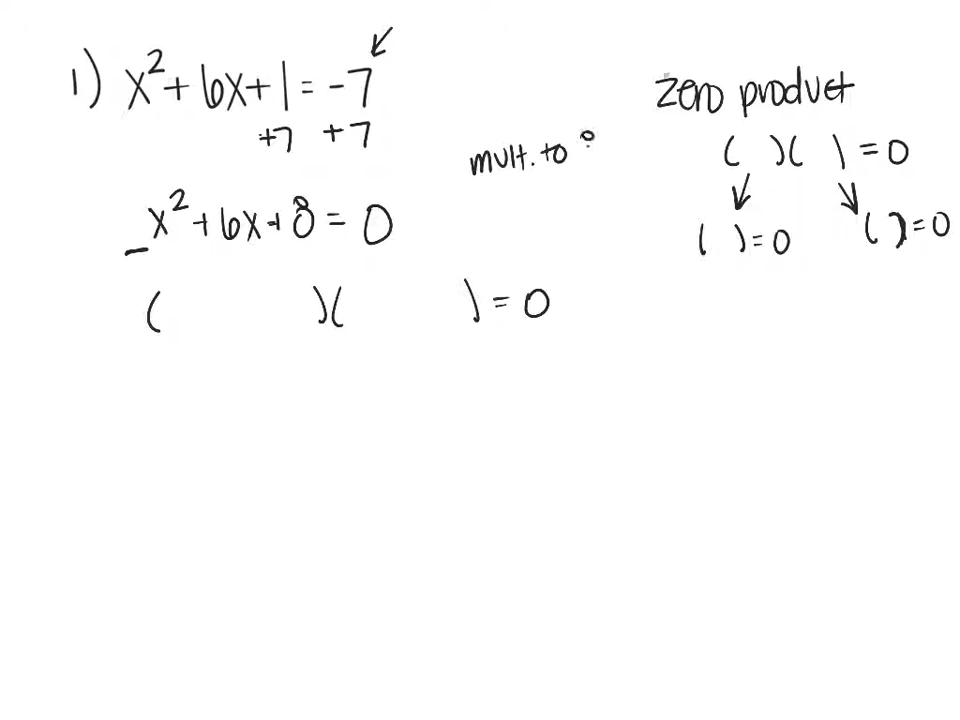 1) x² + 6x + 1 = -7
+7 +7
x² + 6x + 8 = 0
( )( ) = 0
mult. to
zero product
( )( ) = 0
( ) = 0 ( ) = 0